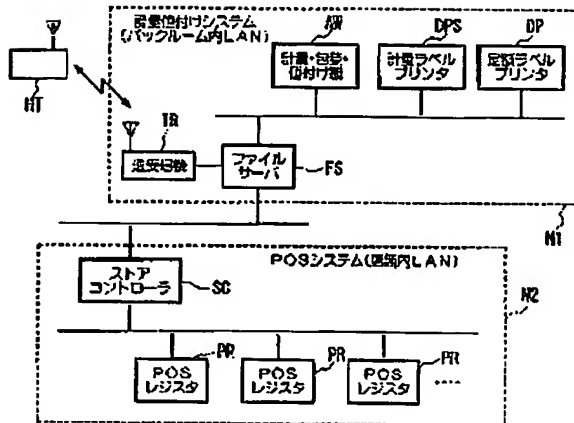 計量値付けシステム
(バックルーム内LAN)
AW
DPS
DP
計量・包装・
値付け機
計量ラベル
プリンタ
定額ラベル
プリンタ
HT
TR
送受信機
ファイル
サーバ
FS
N1
POSシステム(店舗内LAN)
ストア
コントローラ
SC
N2
PR
PR
PR
POS
レジスタ
POS
レジスタ
POS
レジスタ